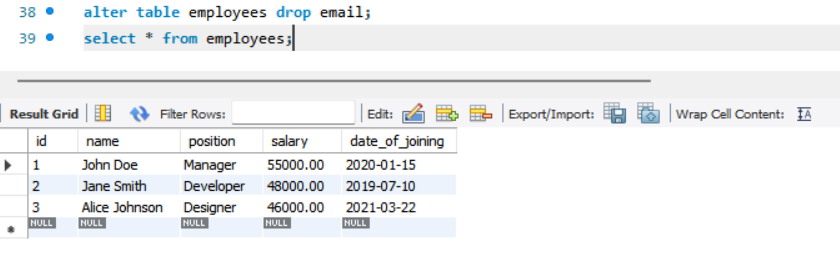 38 alter table employees drop email;
39 select * from employees;
Result Grid Filter Rows: Edit: Export/Import: Wrap Cell Content: IA
id name position salary date_of_joining
1 John Doe Manager 55000.00 2020-01-15
2 Jane Smith Developer 48000.00 2019-07-10
3 Alice Johnson Designer 46000.00 2021-03-22
NULL NULL NULL NULL NULL